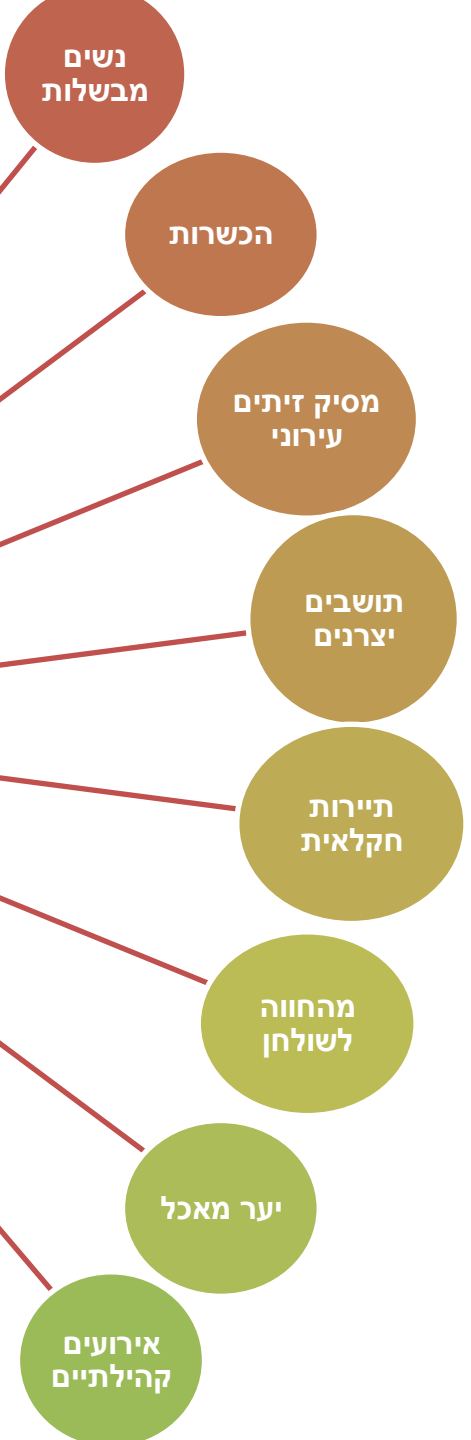 נשים
מבשלות
הכשרות
מסיק זיתים
עירוני
תושבים
יצרנים
תיירות
חקלאית
מהחווה
לשולחן
יער מאכל
אירועים
קהילתיים